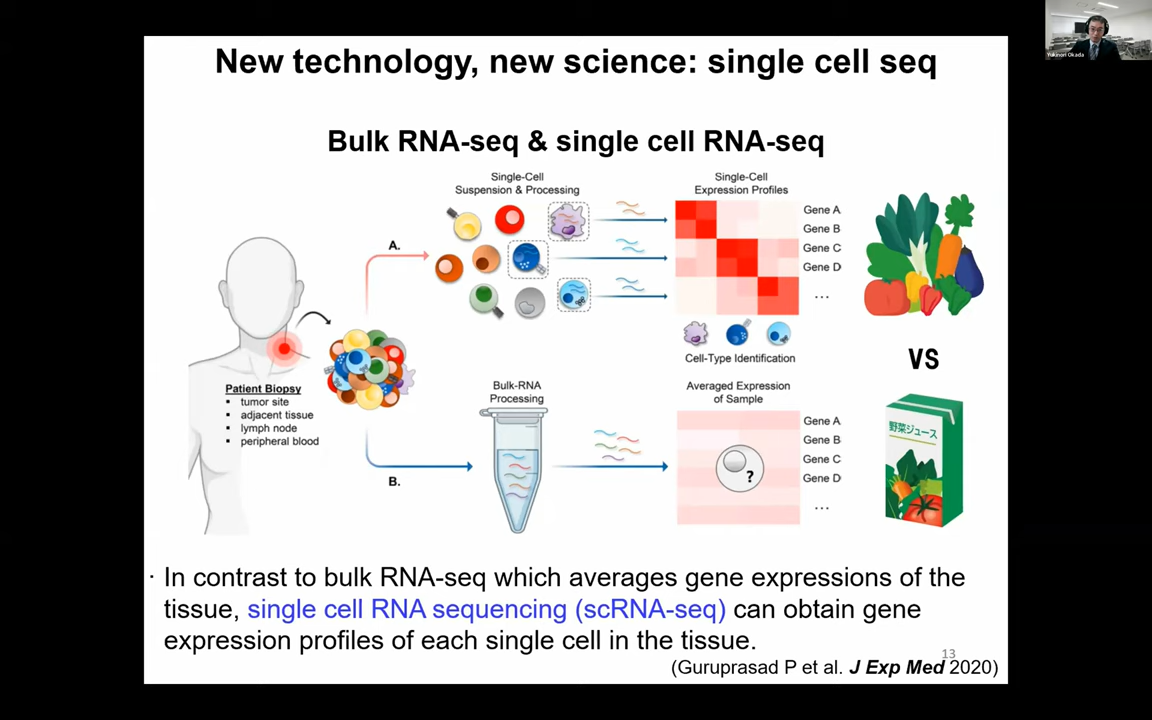 New technology, new science: single cell seq
Yukinori Okada
Bulk RNA-seq & single cell RNA-seq
Single-Cell
Suspension & Processing
Single-Cell
Expression Profiles
A.
Gene A
Gene B
Gene C
Gene D
...
Cell-Type Identification
VS
Patient Biopsy
▪ tumor site
▪ adjacent tissue
▪ lymph node
▪ peripheral blood
Bulk-RNA
Processing
Averaged Expression
of Sample
B.
?
Gene A
Gene B
Gene C
Gene D
...
野菜ジュース
· In contrast to bulk RNA-seq which averages gene expressions of the
tissue, single cell RNA sequencing (scRNA-seq) can obtain gene
expression profiles of each single cell in the tissue.
13
(Guruprasad P et al. J Exp Med 2020)